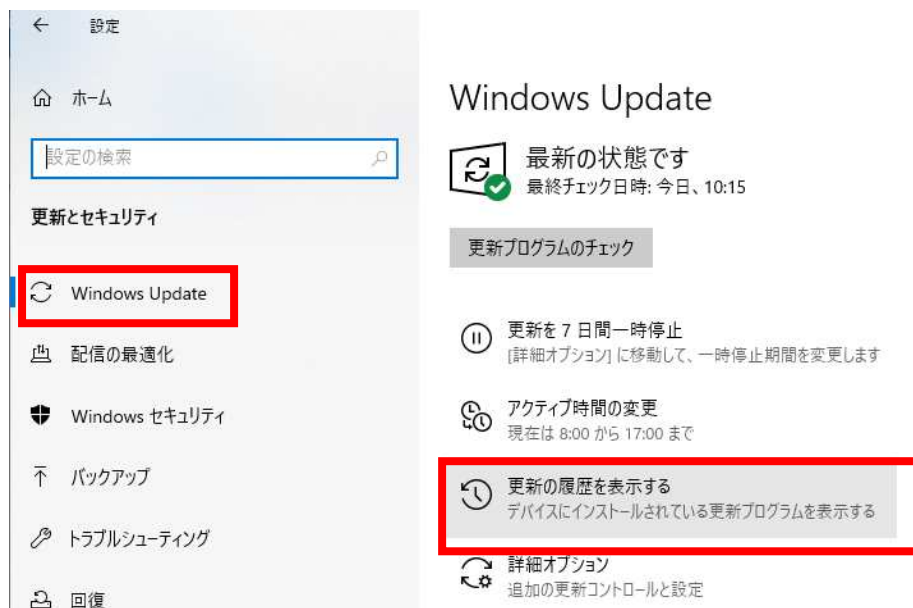 設定
ホーム
設定の検索
更新とセキュリティ
Windows Update
配信の最適化
Windows セキュリティ
バックアップ
トラブルシューティング
回復
Windows Update
最新の状態です
最終チェック日時: 今日、10:15
更新プログラムのチェック
更新を 7 日間一時停止
[詳細オプション] に移動して、一時停止期間を変更します
アクティブ時間の変更
現在は 8:00 から 17:00 まで
更新の履歴を表示する
デバイスにインストールされている更新プログラムを表示する
詳細オプション
追加の更新コントロールと設定